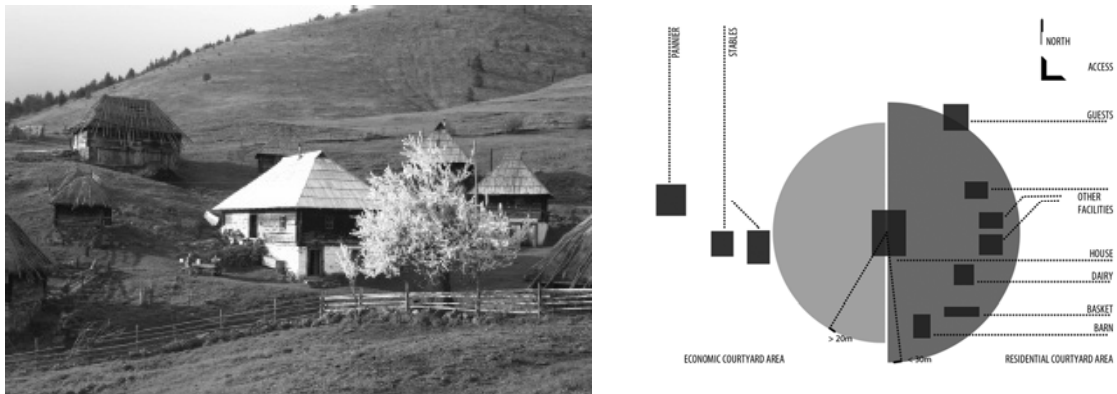 PANNIER
STABLES
NORTH
ACCESS
GUESTS
OTHER
FACILITIES
HOUSE
DAIRY
BASKET
BARN
> 20m
< 30m
ECONOMIC COURTYARD AREA
RESIDENTIAL COURTYARD AREA